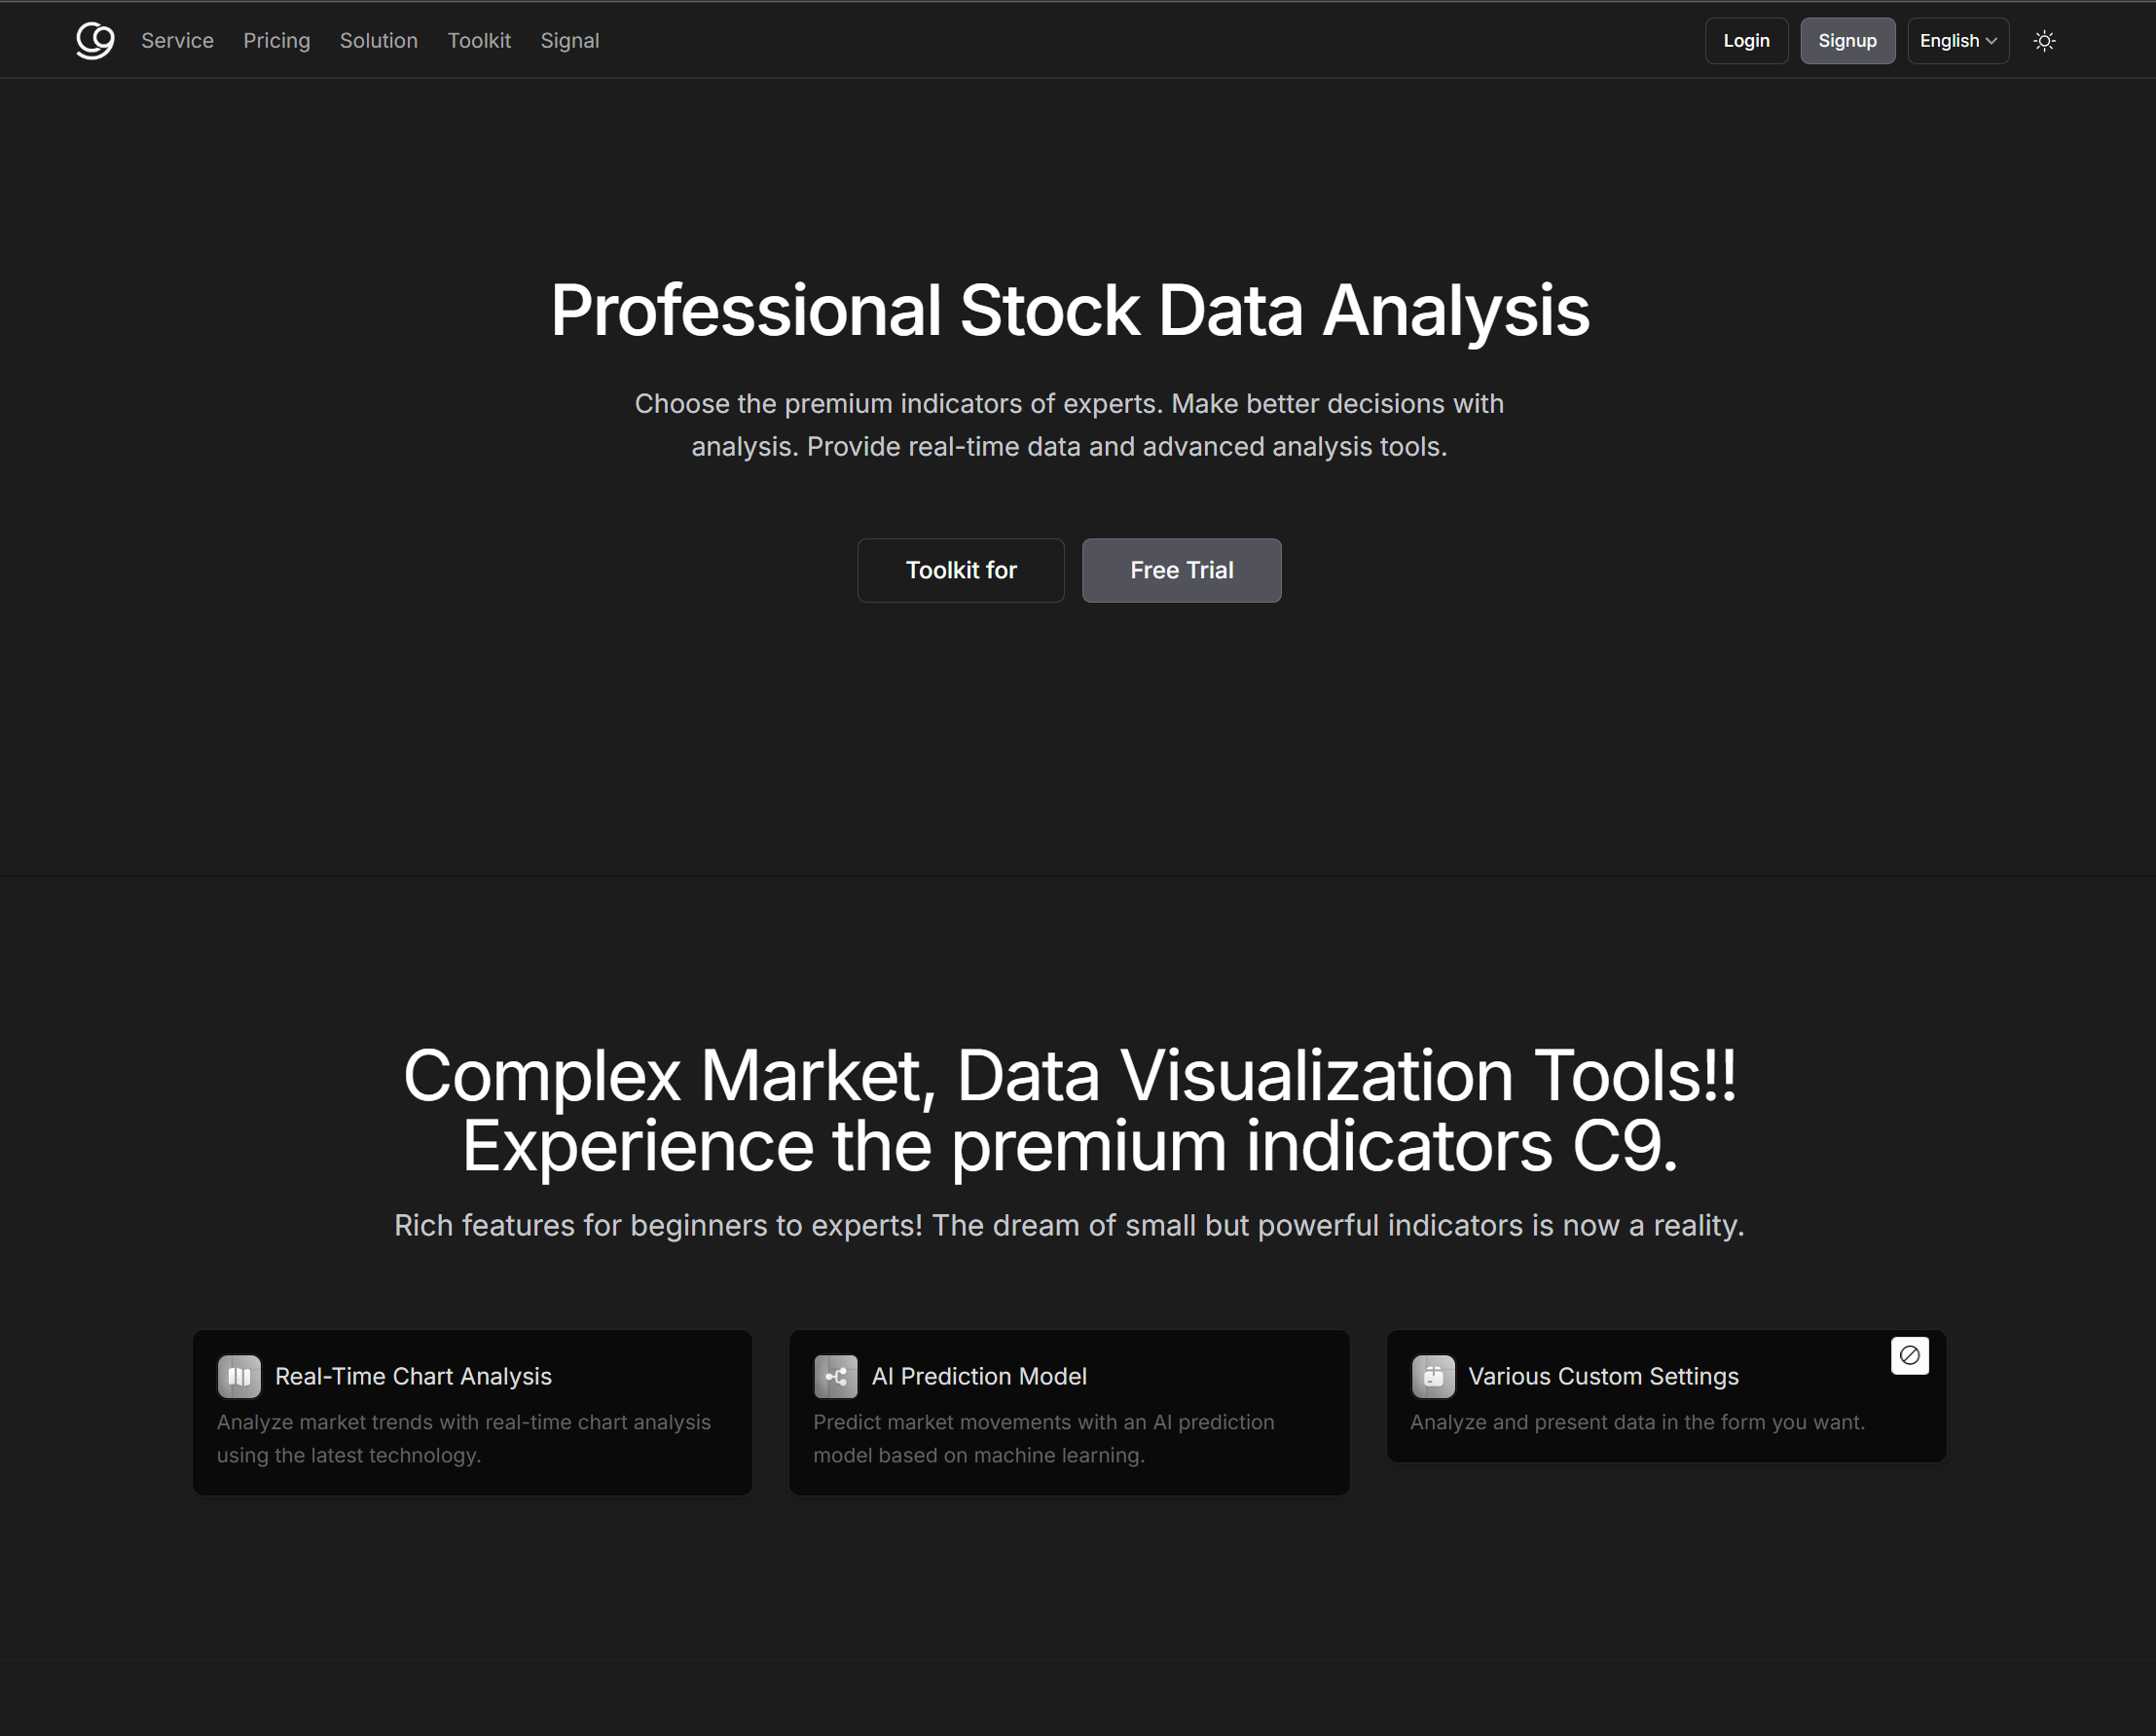 C9
Service
Pricing
Solution
Toolkit
Signal
Login
Signup
English
Professional Stock Data Analysis
Choose the premium indicators of experts. Make better decisions with
analysis. Provide real-time data and advanced analysis tools.
Toolkit for
Free Trial
Complex Market, Data Visualization Tools!!
Experience the premium indicators C9.
Rich features for beginners to experts! The dream of small but powerful indicators is now a reality.
Real-Time Chart Analysis
Analyze market trends with real-time chart analysis
using the latest technology.
AI Prediction Model
Predict market movements with an AI prediction
model based on machine learning.
Various Custom Settings
Analyze and present data in the form you want.